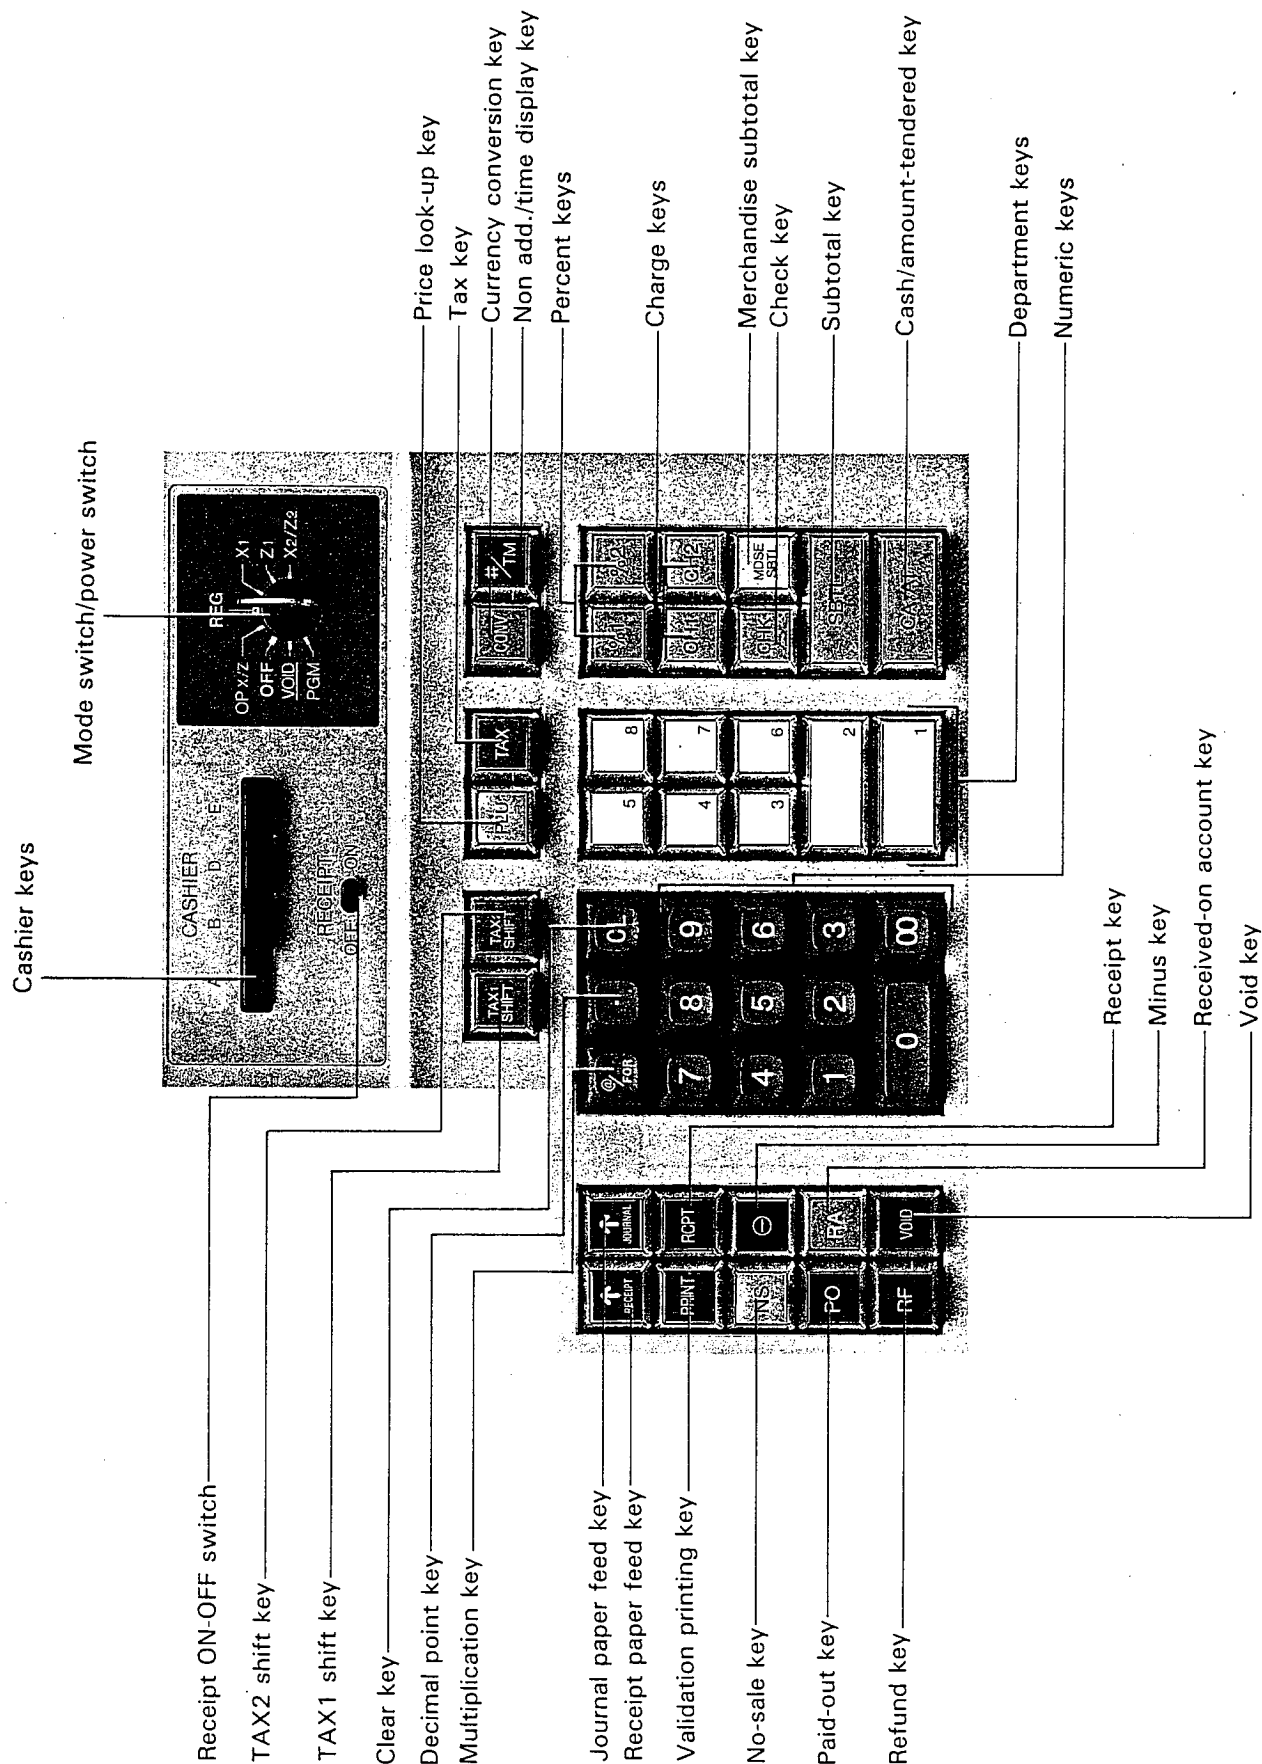 Cashier keys
Mode switch/power switch
Receipt ON-OFF switch
TAX2 shift key
TAX1 shift key
Clear key
Decimal point key
Multiplication key
Journal paper feed key
Receipt paper feed key
Validation printing key
No-sale key
Paid-out key
Refund key
CASHIER
A B D E
RECEIPT
OFF ON
REG
OPX/Z
OFF
VOID
PGM
X1
Z1
X2/Z2
TAX1 SHIFT
TAX2 SHIFT
PLU
TAX
CONV
#/TM
↑ RECEIPT
↑ JOURNAL
PRINT
RCPT
NS
⊖
PO
RA
RF
VOID
@/FOR
.
CL
7 8 9
4 5 6
1 2 3
0 00
5 8
4 7
3 6
2
1
%1
%2
CH1
CH2
CHK
MDSE SBTL
SBTL
CA/AT
Price look-up key
Tax key
Currency conversion key
Non add./time display key
Percent keys
Charge keys
Merchandise subtotal key
Check key
Subtotal key
Cash/amount-tendered key
Department keys
Numeric keys
Receipt key
Minus key
Received-on account key
Void key